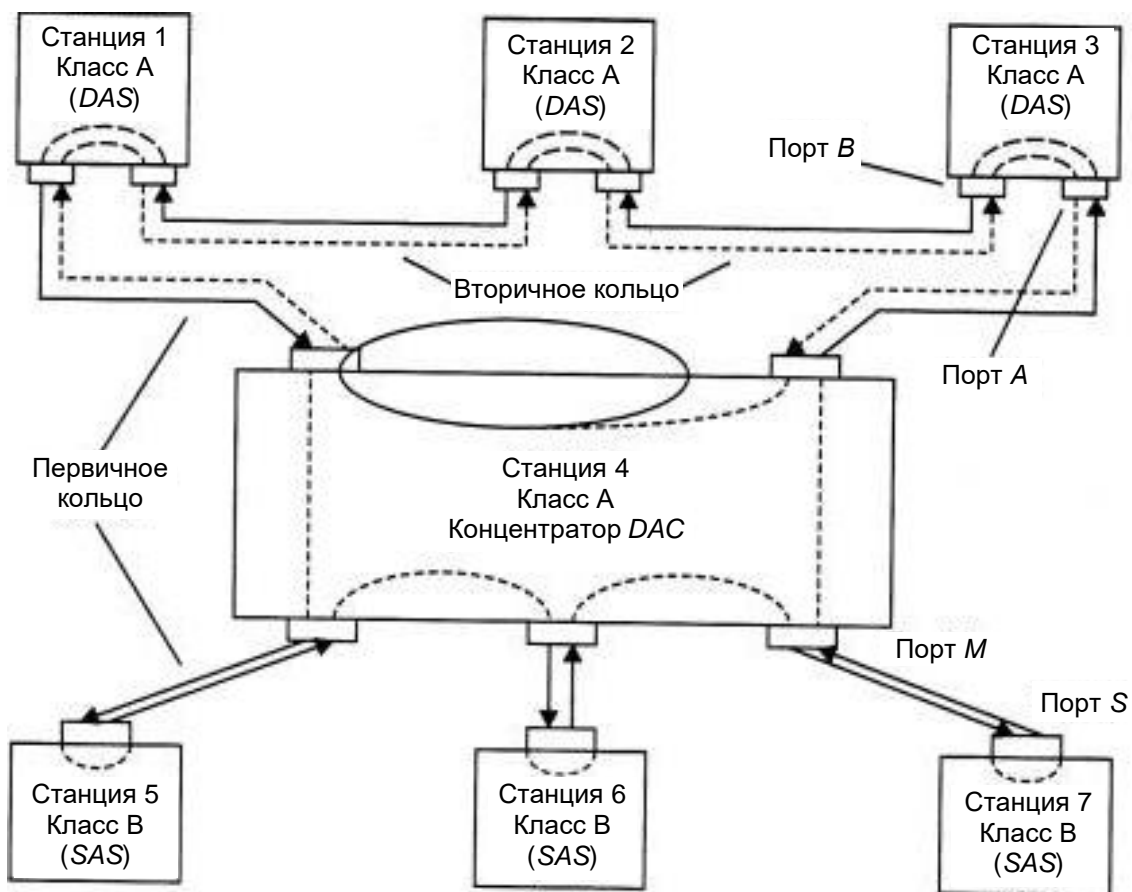 Станция 1
Класс А
(DAS)
Станция 2
Класс А
(DAS)
Станция 3
Класс А
(DAS)
Порт B
Вторичное кольцо
Порт A
Первичное
кольцо
Станция 4
Класс А
Концентратор DAC
Порт M
Порт S
Станция 5
Класс В
(SAS)
Станция 6
Класс В
(SAS)
Станция 7
Класс В
(SAS)